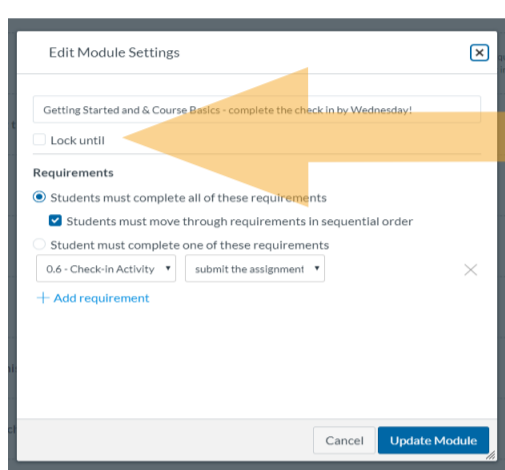 Edit Module Settings
Getting Started and & Course Basics - complete the check in by Wednesday!
Lock until
Requirements
Students must complete all of these requirements
Students must move through requirements in sequential order
Student must complete one of these requirements
0.6 - Check-in Activity submit the assignment
+ Add requirement
Cancel Update Module